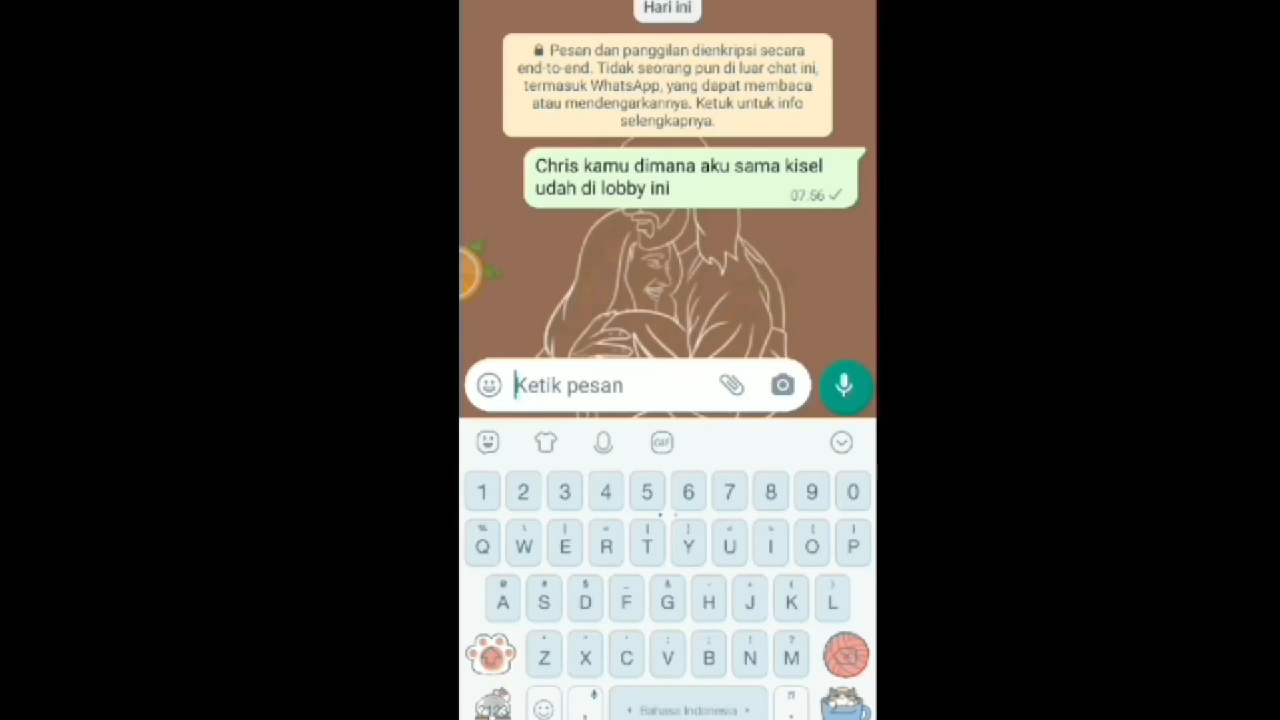 Hari ini
Pesan dan panggilan dienkripsi secara
end-to-end. Tidak seorang pun di luar chat ini,
termasuk WhatsApp, yang dapat membaca
atau mendengarkannya. Ketuk untuk info
selengkapnya.
Chris kamu dimana aku sama kisel
udah di lobby ini
07.56
Ketik pesan
GIF
1 2 3 4 5 6 7 8 9 0
Q W E R T Y U I O P
A S D F G H J K L
Z X C V B N M
?123
Bahasa Indonesia